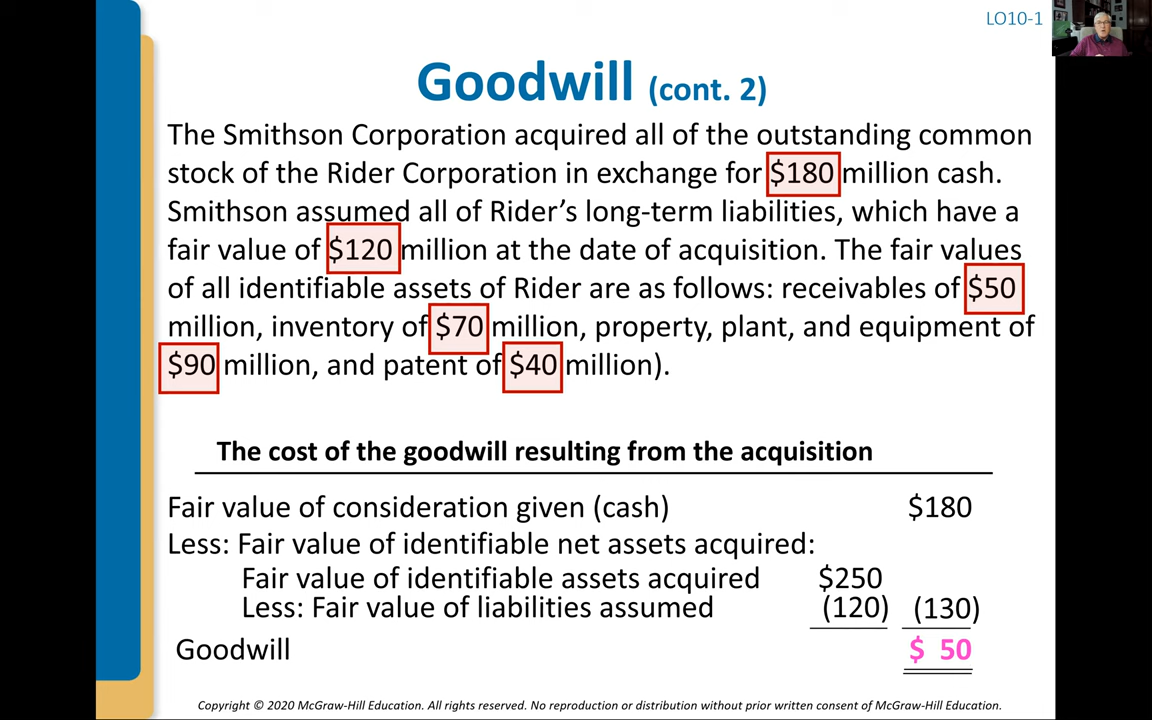 LO10-1
Goodwill (cont. 2)
The Smithson Corporation acquired all of the outstanding common
stock of the Rider Corporation in exchange for $180 million cash.
Smithson assumed all of Rider’s long-term liabilities, which have a
fair value of $120 million at the date of acquisition. The fair values
of all identifiable assets of Rider are as follows: receivables of $50
million, inventory of $70 million, property, plant, and equipment of
$90 million, and patent of $40 million).
The cost of the goodwill resulting from the acquisition
Fair value of consideration given (cash) $180
Less: Fair value of identifiable net assets acquired:
Fair value of identifiable assets acquired $250
Less: Fair value of liabilities assumed (120) (130)
Goodwill $ 50
Copyright © 2020 McGraw-Hill Education. All rights reserved. No reproduction or distribution without prior written consent of McGraw-Hill Education.